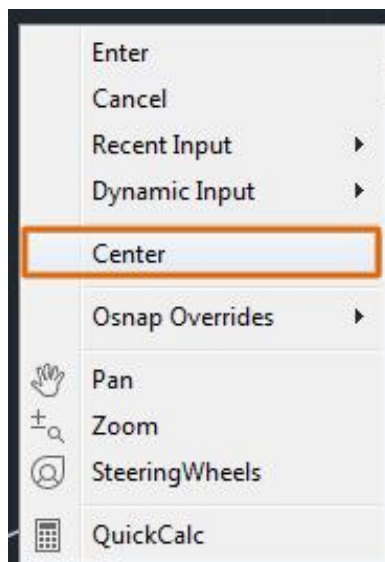 Enter
Cancel
Recent Input
Dynamic Input
Center
Osnap Overrides
Pan
Zoom
SteeringWheels
QuickCalc